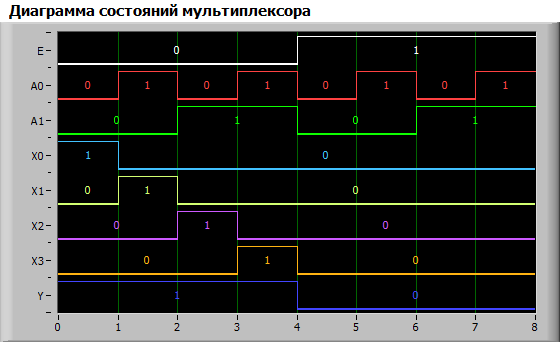 Диаграмма состояний мультиплексора
E 0 1
A0 0 1 0 1 0 1 0 1
A1 0 1 0 1
X0 1 0
X1 0 1 0
X2 0 1 0
X3 0 1 0
Y 1 0
0 1 2 3 4 5 6 7 8